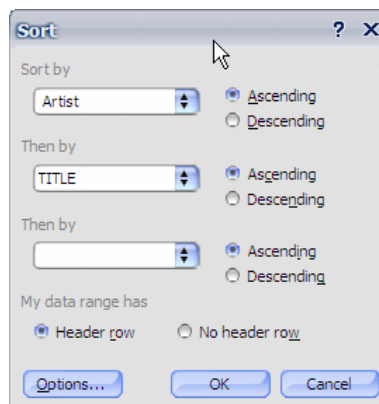 Sort ? X
Sort by
Artist
Ascending
Descending
Then by
TITLE
Ascending
Descending
Then by
Ascending
Descending
My data range has
Header row
No header row
Options...
OK
Cancel